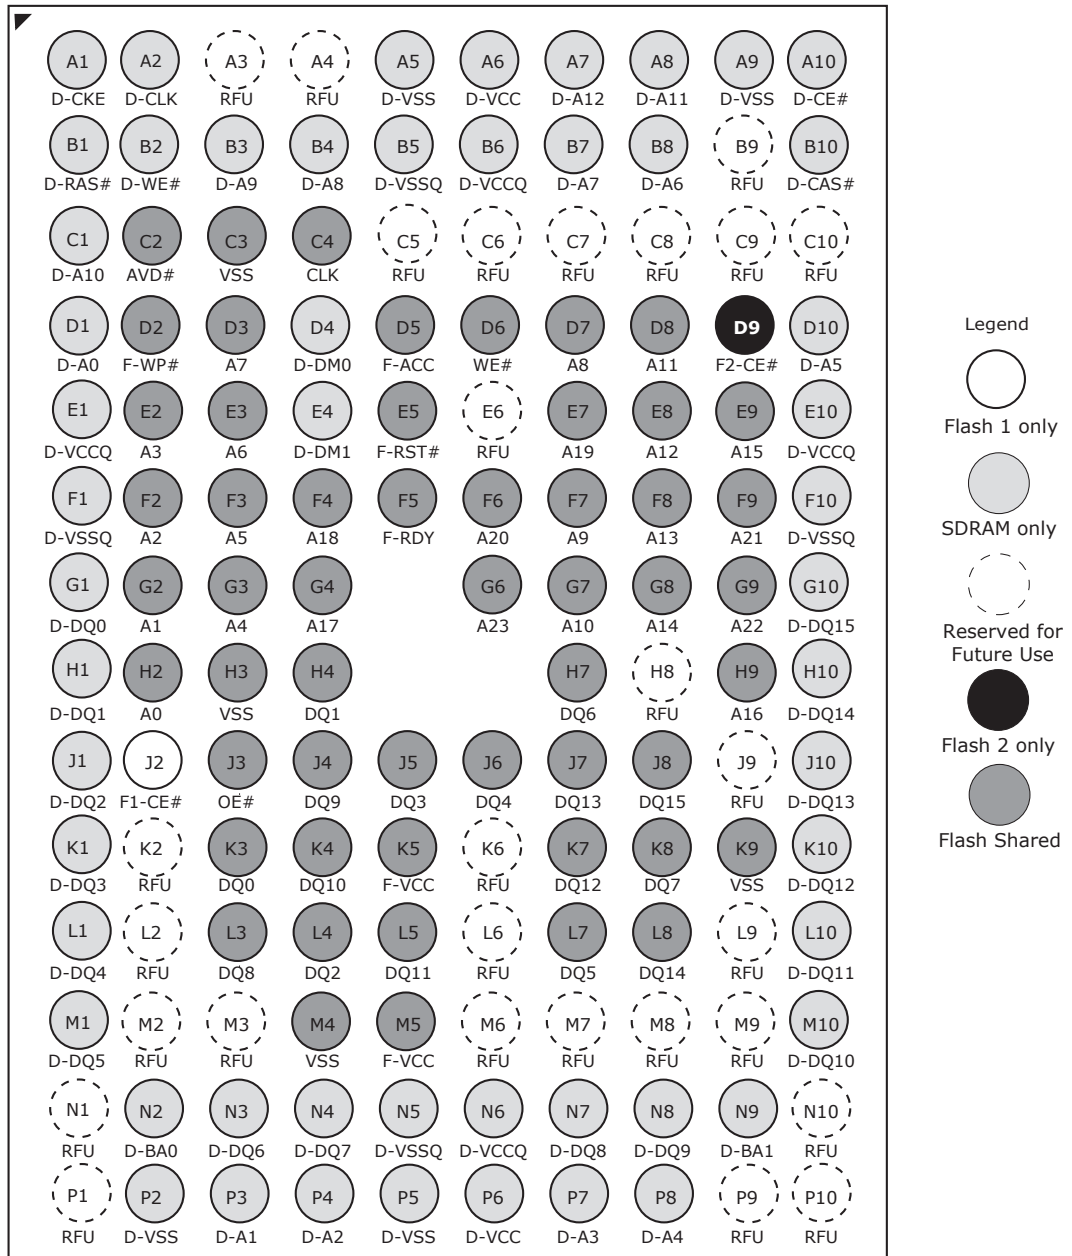 A1 A2 A3 A4 A5 A6 A7 A8 A9 A10
D-CKE D-CLK RFU RFU D-VSS D-VCC D-A12 D-A11 D-VSS D-CE#
B1 B2 B3 B4 B5 B6 B7 B8 B9 B10
D-RAS# D-WE# D-A9 D-A8 D-VSSQ D-VCCQ D-A7 D-A6 RFU D-CAS#
C1 C2 C3 C4 C5 C6 C7 C8 C9 C10
D-A10 AVD# VSS CLK RFU RFU RFU RFU RFU RFU
D1 D2 D3 D4 D5 D6 D7 D8 D9 D10
D-A0 F-WP# A7 D-DM0 F-ACC WE# A8 A11 F2-CE# D-A5
E1 E2 E3 E4 E5 E6 E7 E8 E9 E10
D-VCCQ A3 A6 D-DM1 F-RST# RFU A19 A12 A15 D-VCCQ
F1 F2 F3 F4 F5 F6 F7 F8 F9 F10
D-VSSQ A2 A5 A18 F-RDY A20 A9 A13 A21 D-VSSQ
G1 G2 G3 G4 G6 G7 G8 G9 G10
D-DQ0 A1 A4 A17 A23 A10 A14 A22 D-DQ15
H1 H2 H3 H4 H7 H8 H9 H10
D-DQ1 A0 VSS DQ1 DQ6 RFU A16 D-DQ14
J1 J2 J3 J4 J5 J6 J7 J8 J9 J10
D-DQ2 F1-CE# OE# DQ9 DQ3 DQ4 DQ13 DQ15 RFU D-DQ13
K1 K2 K3 K4 K5 K6 K7 K8 K9 K10
D-DQ3 RFU DQ0 DQ10 F-VCC RFU DQ12 DQ7 VSS D-DQ12
L1 L2 L3 L4 L5 L6 L7 L8 L9 L10
D-DQ4 RFU DQ8 DQ2 DQ11 RFU DQ5 DQ14 RFU D-DQ11
M1 M2 M3 M4 M5 M6 M7 M8 M9 M10
D-DQ5 RFU RFU VSS F-VCC RFU RFU RFU RFU D-DQ10
N1 N2 N3 N4 N5 N6 N7 N8 N9 N10
RFU D-BA0 D-DQ6 D-DQ7 D-VSSQ D-VCCQ D-DQ8 D-DQ9 D-BA1 RFU
P1 P2 P3 P4 P5 P6 P7 P8 P9 P10
RFU D-VSS D-A1 D-A2 D-VSS D-VCC D-A3 D-A4 RFU RFU
Legend
Flash 1 only
SDRAM only
Reserved for
Future Use
Flash 2 only
Flash Shared